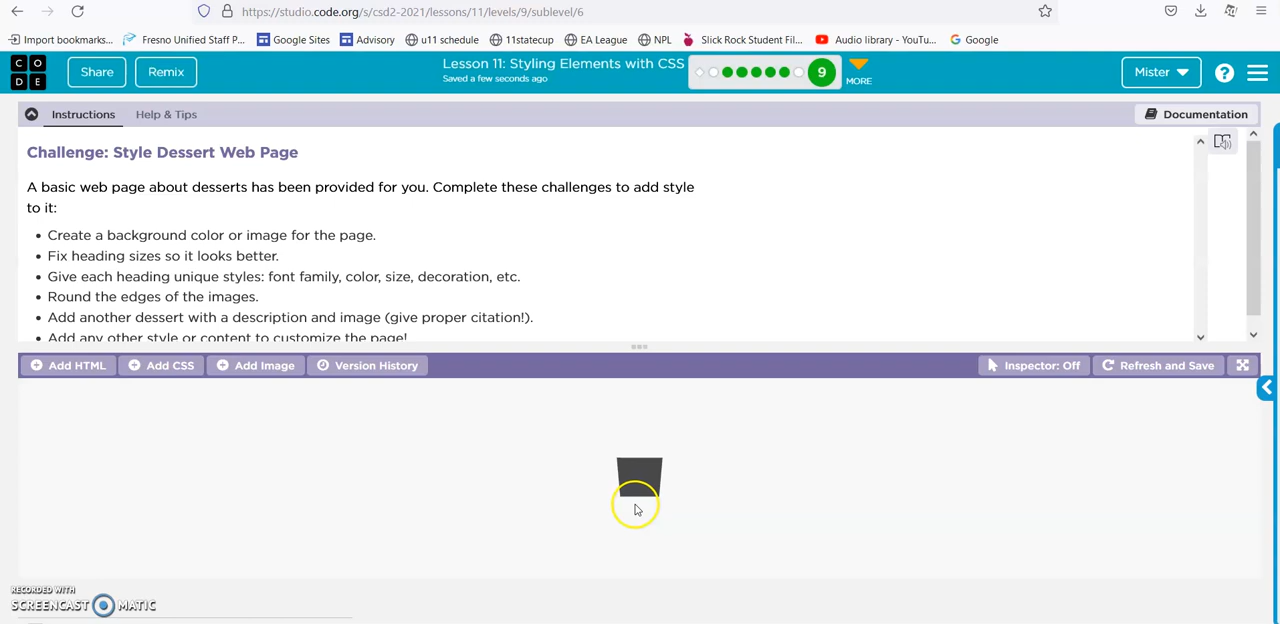 https://studio.code.org/s/csd2-2021/lessons/11/levels/9/sublevel/6
Import bookmarks... Fresno Unified Staff P... Google Sites Advisory u11 schedule 11statecup EA League NPL Slick Rock Student Fil... Audio library - YouTu... Google
CO
DE
Share Remix Lesson 11: Styling Elements with CSS
Saved a few seconds ago
9 MORE Mister ?
Instructions Help & Tips Documentation
Challenge: Style Dessert Web Page
A basic web page about desserts has been provided for you. Complete these challenges to add style
to it:
• Create a background color or image for the page.
• Fix heading sizes so it looks better.
• Give each heading unique styles: font family, color, size, decoration, etc.
• Round the edges of the images.
• Add another dessert with a description and image (give proper citation!).
• Add any other style or content to customize the page!
Add HTML Add CSS Add Image Version History Inspector: Off Refresh and Save
RECORDED WITH
SCREENCAST MATIC